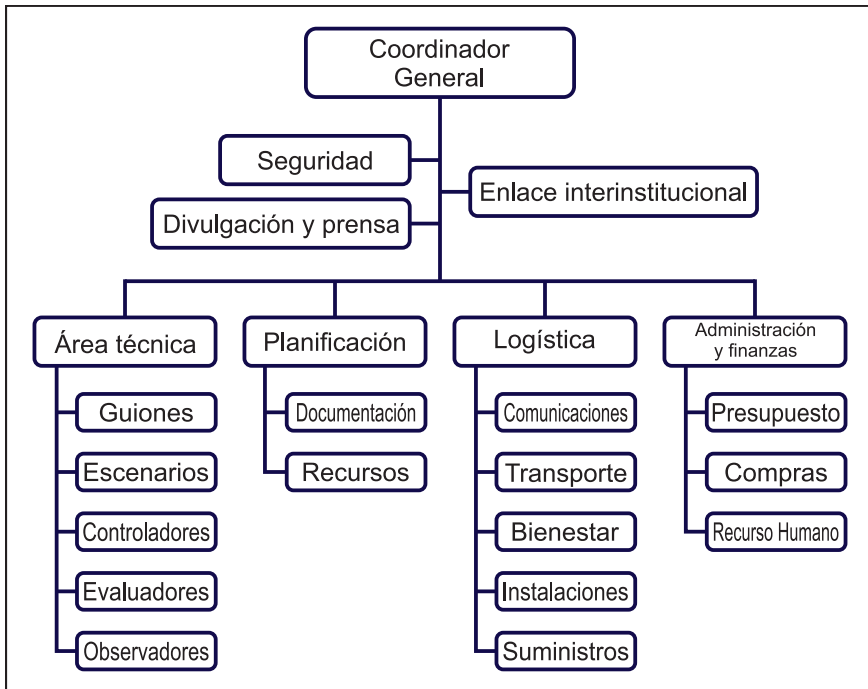 Coordinador
General
Seguridad
Enlace interinstitucional
Divulgación y prensa
Área técnica
Guiones
Escenarios
Controladores
Evaluadores
Observadores
Planificación
Documentación
Recursos
Logística
Comunicaciones
Transporte
Bienestar
Instalaciones
Suministros
Administración
y finanzas
Presupuesto
Compras
Recurso Humano